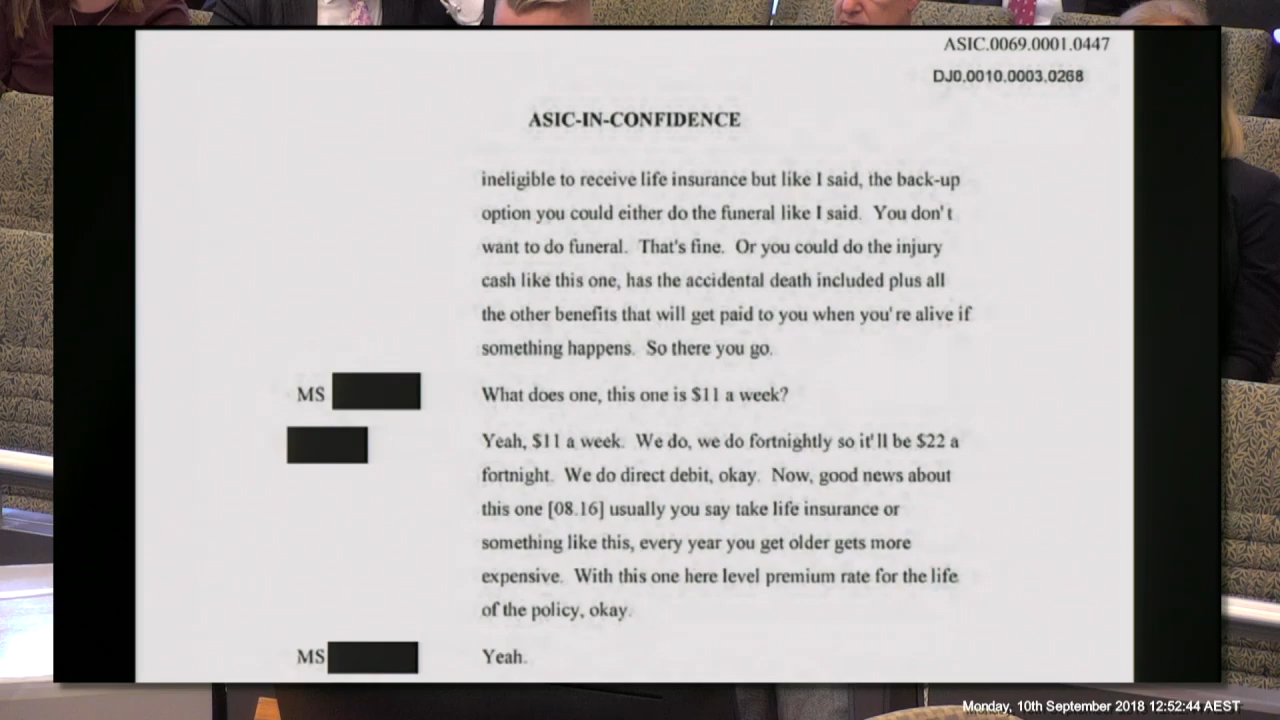 ASIC.0069.0001.0447
DJ0.0010.0003.0268
ASIC-IN-CONFIDENCE
ineligible to receive life insurance but like I said, the back-up
option you could either do the funeral like I said. You don't
want to do funeral. That's fine. Or you could do the injury
cash like this one, has the accidental death included plus all
the other benefits that will get paid to you when you're alive if
something happens. So there you go.
MS What does one, this one is $11 a week?
Yeah, $11 a week. We do, we do fortnightly so it'll be $22 a
fortnight. We do direct debit, okay. Now, good news about
this one [08.16] usually you say take life insurance or
something like this, every year you get older gets more
expensive. With this one here level premium rate for the life
of the policy, okay.
MS Yeah.
Monday, 10th September 2018 12:52:44 AEST